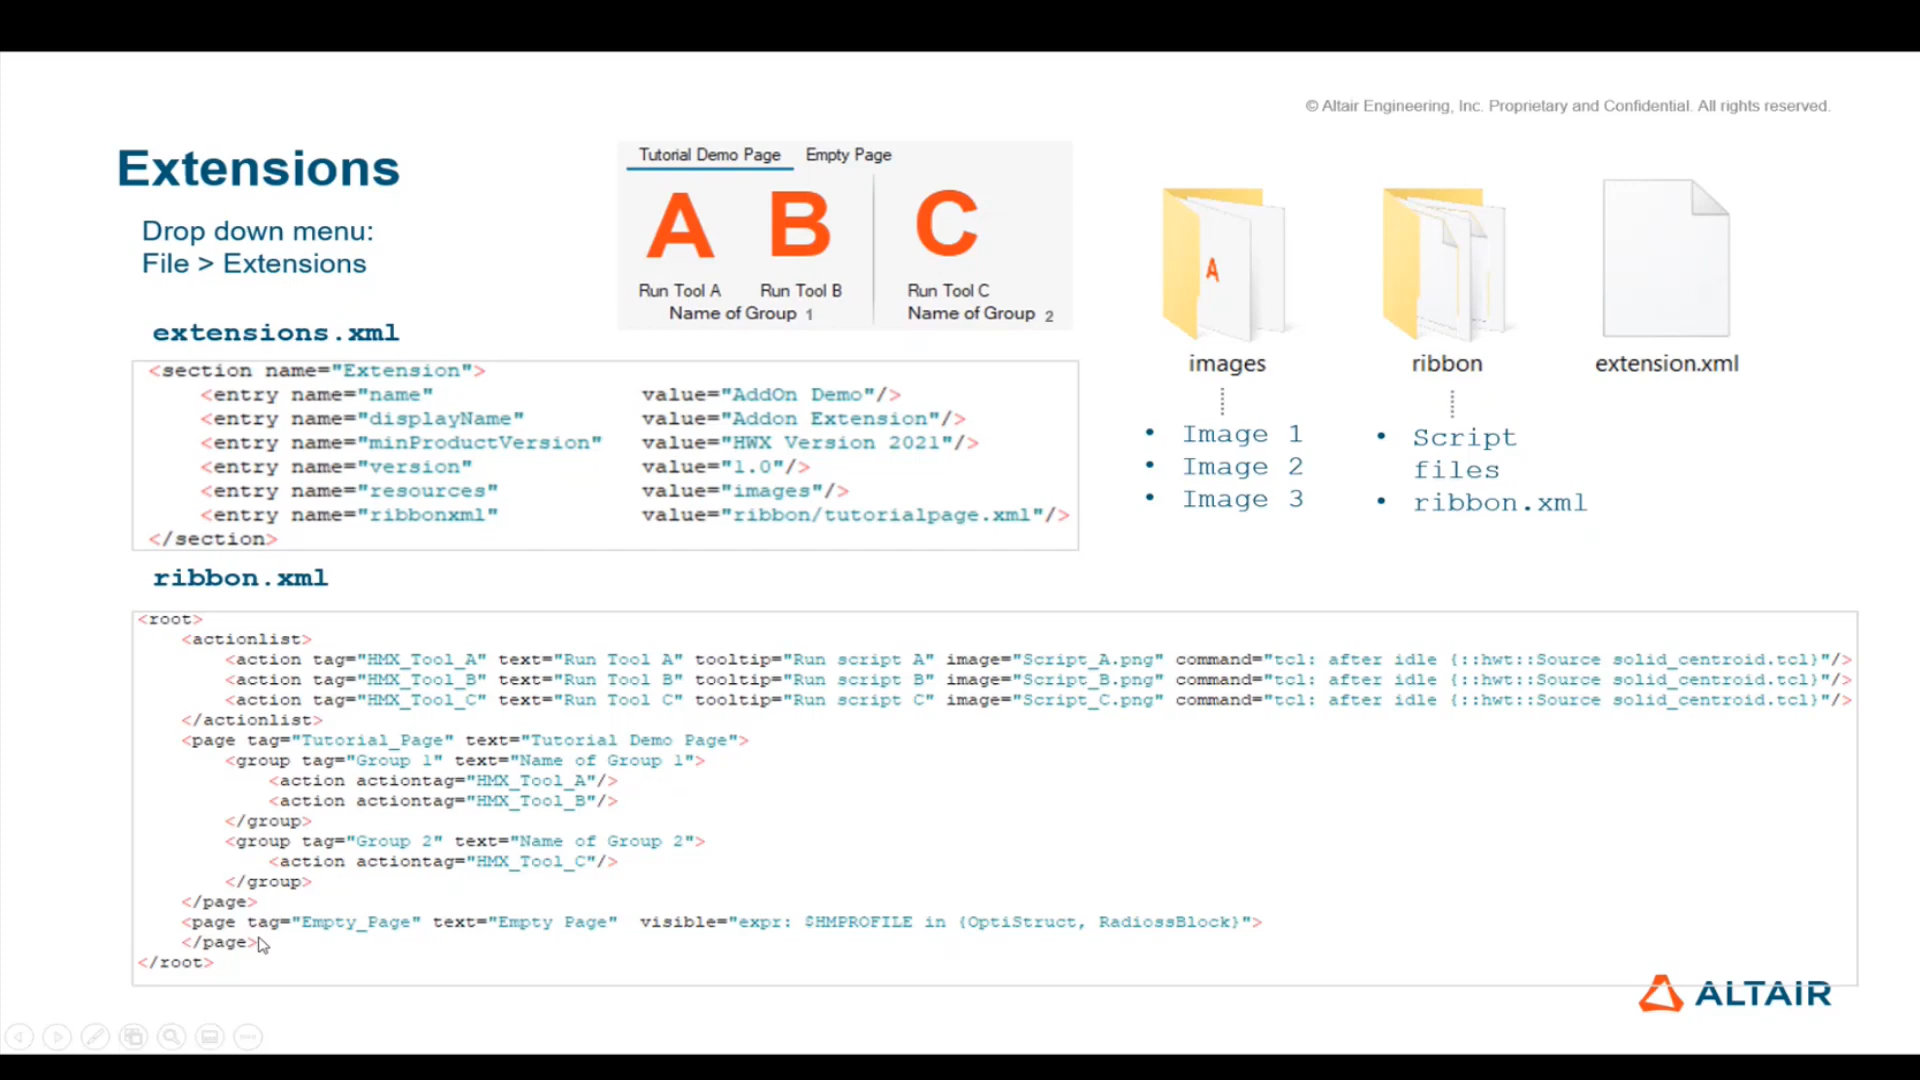 © Altair Engineering, Inc. Proprietary and Confidential. All rights reserved.
Extensions
Drop down menu:
File > Extensions
Tutorial Demo Page Empty Page
A B C
Run Tool A Run Tool B Run Tool C
Name of Group 1 Name of Group 2
A
images ribbon extension.xml
• Image 1
• Image 2
• Image 3
• Script
files
• ribbon.xml
extensions.xml
<section name="Extension">
<entry name="name" value="AddOn Demo"/>
<entry name="displayName" value="Addon Extension"/>
<entry name="minProductVersion" value="HWX Version 2021"/>
<entry name="version" value="1.0"/>
<entry name="resources" value="images"/>
<entry name="ribbonxml" value="ribbon/tutorialpage.xml"/>
</section>
ribbon.xml
<root>
<actionlist>
<action tag="HMX_Tool_A" text="Run Tool A" tooltip="Run script A" image="Script_A.png" command="tcl: after idle {::hwt::Source solid_centroid.tcl}"/>
<action tag="HMX_Tool_B" text="Run Tool B" tooltip="Run script B" image="Script_B.png" command="tcl: after idle {::hwt::Source solid_centroid.tcl}"/>
<action tag="HMX_Tool_C" text="Run Tool C" tooltip="Run script C" image="Script_C.png" command="tcl: after idle {::hwt::Source solid_centroid.tcl}"/>
</actionlist>
<page tag="Tutorial_Page" text="Tutorial Demo Page">
<group tag="Group 1" text="Name of Group 1">
<action actiontag="HMX_Tool_A"/>
<action actiontag="HMX_Tool_B"/>
</group>
<group tag="Group 2" text="Name of Group 2">
<action actiontag="HMX_Tool_C"/>
</group>
</page>
<page tag="Empty_Page" text="Empty Page" visible="expr: $HMPROFILE in {OptiStruct, RadiossBlock}">
</page>
</root>
ALTAIR